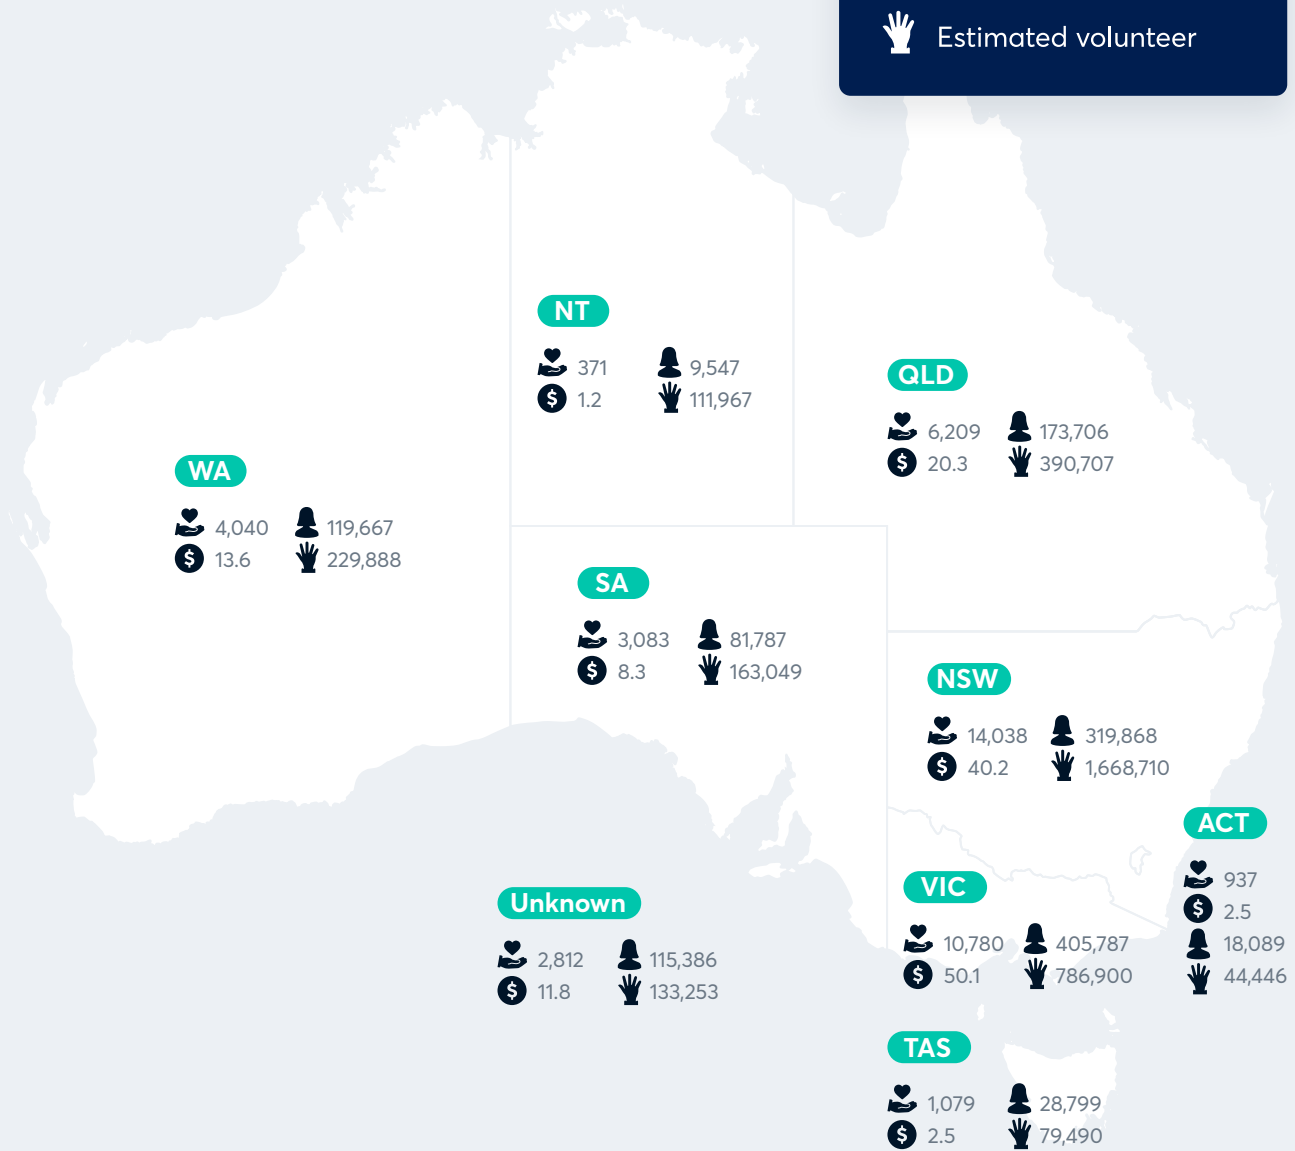 Estimated volunteer
NT
371 9,547
$ 1.2 111,967
QLD
6,209 173,706
$ 20.3 390,707
WA
4,040 119,667
$ 13.6 229,888
SA
3,083 81,787
$ 8.3 163,049
NSW
14,038 319,868
$ 40.2 1,668,710
ACT
937
$ 2.5
18,089
44,446
VIC
10,780 405,787
$ 50.1 786,900
Unknown
2,812 115,386
$ 11.8 133,253
TAS
1,079 28,799
$ 2.5 79,490